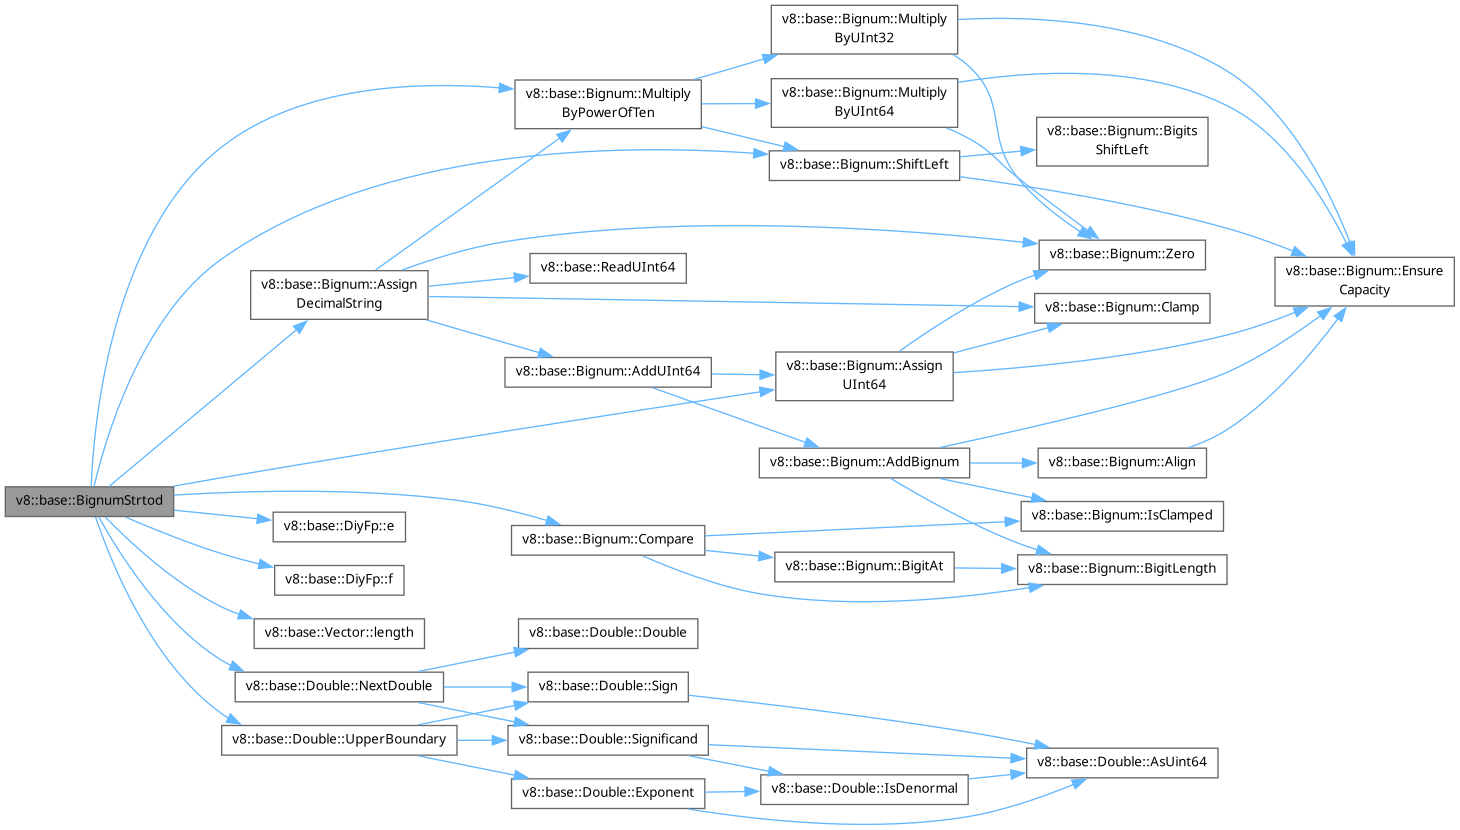 v8::base::Bignum::Multiply
ByUInt32
v8::base::Bignum::Multiply
ByPowerOfTen
v8::base::Bignum::Multiply
ByUInt64
v8::base::Bignum::Bigits
ShiftLeft
v8::base::Bignum::ShiftLeft
v8::base::Bignum::Zero
v8::base::ReadUInt64
v8::base::Bignum::Assign
DecimalString
v8::base::Bignum::Ensure
Capacity
v8::base::Bignum::Clamp
v8::base::Bignum::AddUInt64
v8::base::Bignum::Assign
UInt64
v8::base::Bignum::AddBignum
v8::base::Bignum::Align
v8::base::BignumStrtod
v8::base::DiyFp::e
v8::base::Bignum::Compare
v8::base::Bignum::IsClamped
v8::base::DiyFp::f
v8::base::Bignum::BigitAt
v8::base::Bignum::BigitLength
v8::base::Vector::length
v8::base::Double::Double
v8::base::Double::NextDouble
v8::base::Double::Sign
v8::base::Double::UpperBoundary
v8::base::Double::Significand
v8::base::Double::AsUint64
v8::base::Double::Exponent
v8::base::Double::IsDenormal